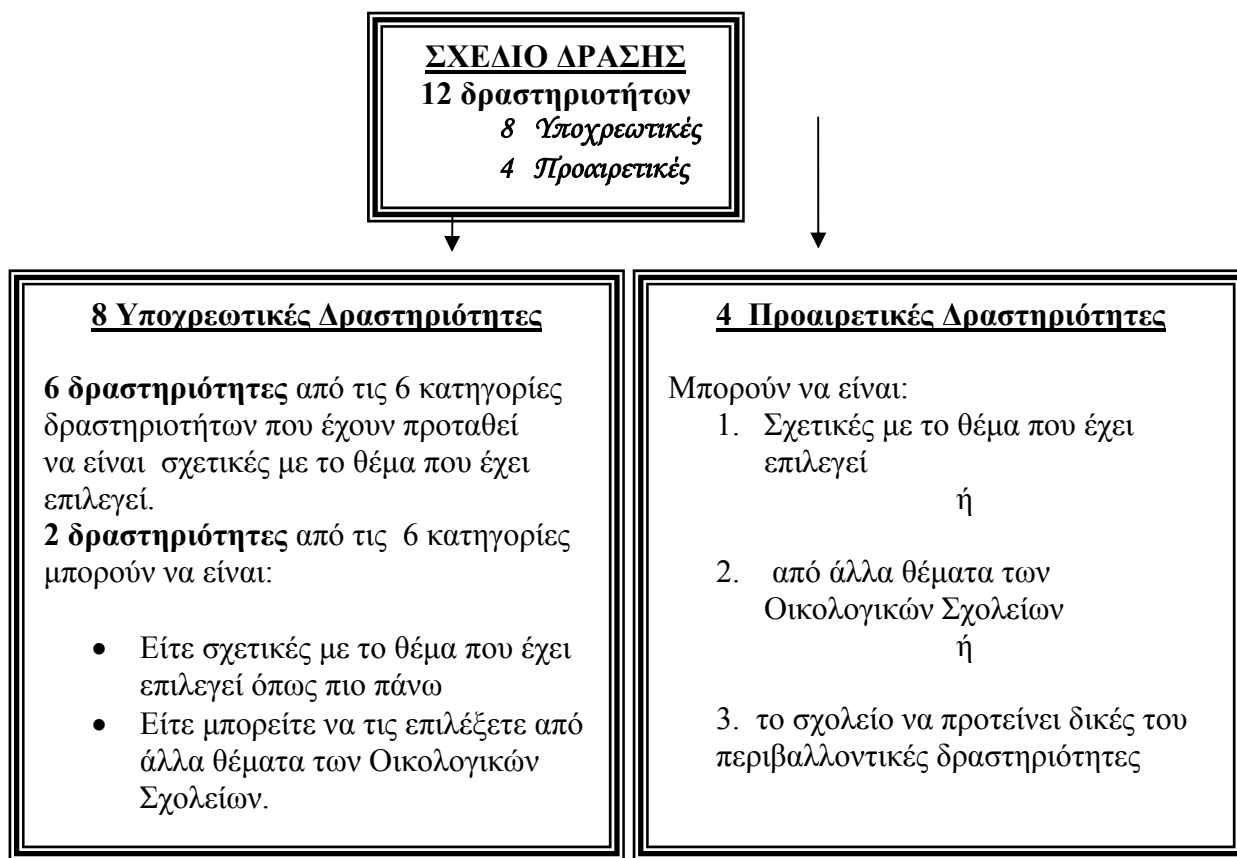 ΣΧΕΔΙΟ ΔΡΑΣΗΣ
12 δραστηριοτήτων
8 Υποχρεωτικές
4 Προαιρετικές
8 Υποχρεωτικές Δραστηριότητες
6 δραστηριότητες από τις 6 κατηγορίες
δραστηριοτήτων που έχουν προταθεί
να είναι σχετικές με το θέμα που έχει
επιλεγεί.
2 δραστηριότητες από τις 6 κατηγορίες
μπορούν να είναι:
• Είτε σχετικές με το θέμα που έχει
επιλεγεί όπως πιο πάνω
• Είτε μπορείτε να τις επιλέξετε από
άλλα θέματα των Οικολογικών
Σχολείων.
4 Προαιρετικές Δραστηριότητες
Μπορούν να είναι:
1. Σχετικές με το θέμα που έχει
επιλεγεί
ή
2. από άλλα θέματα των
Οικολογικών Σχολείων
ή
3. το σχολείο να προτείνει δικές του
περιβαλλοντικές δραστηριότητες